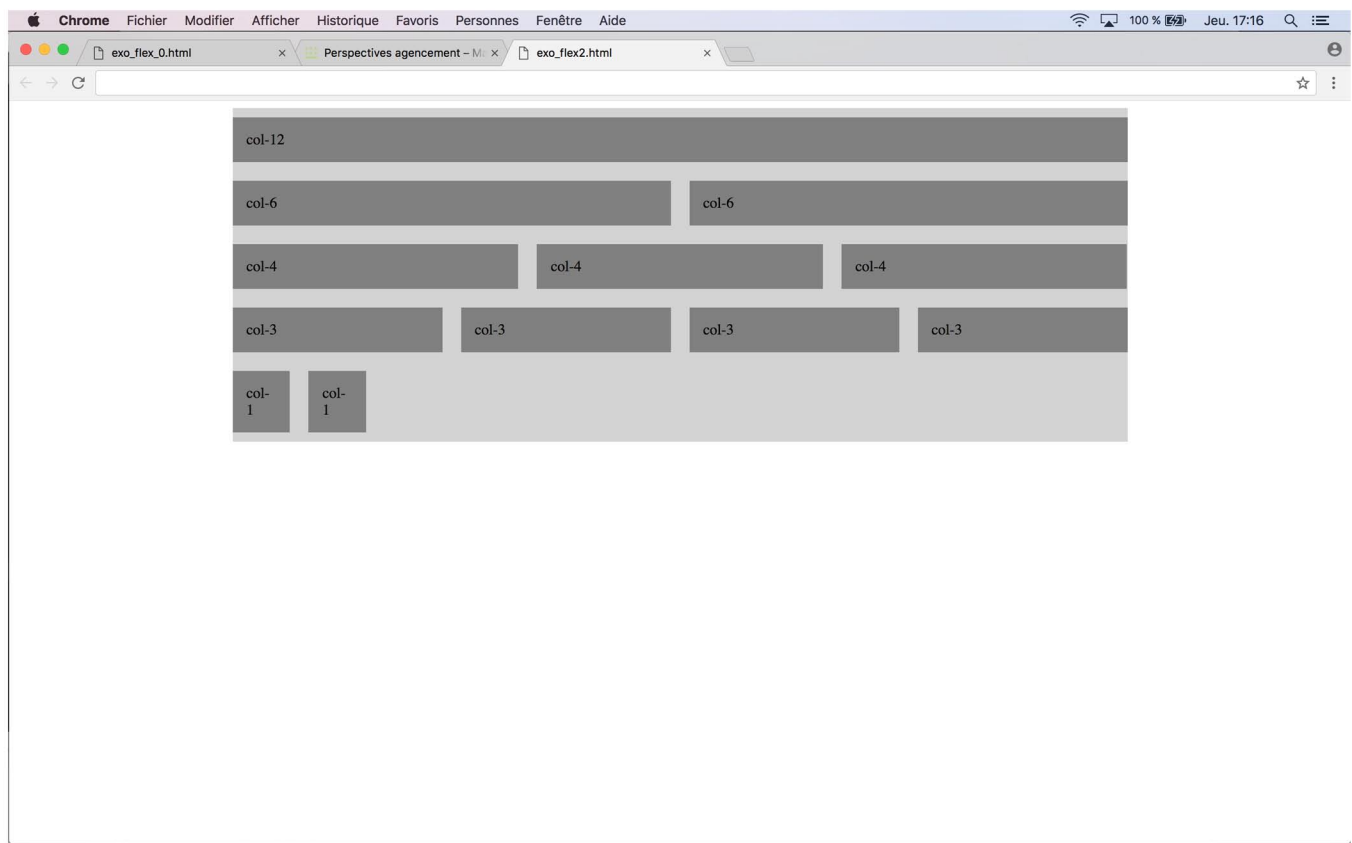 Chrome Fichier Modifier Afficher Historique Favoris Personnes Fenêtre Aide 100 % Jeu. 17:16
exo_flex_0.html Perspectives agencement – exo_flex2.html
col-12
col-6 col-6
col-4 col-4 col-4
col-3 col-3 col-3 col-3
col- col-
1 1